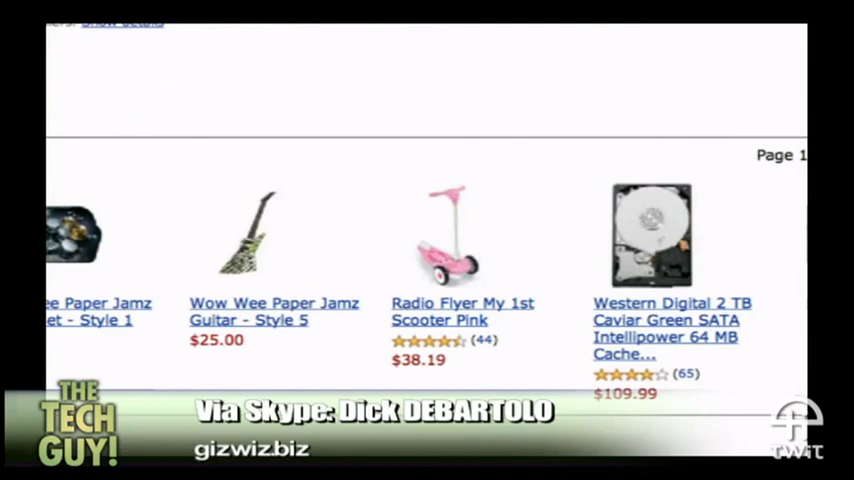 Show details
Page 1
ee Paper Jamz
et - Style 1
Wow Wee Paper Jamz
Guitar - Style 5
$25.00
Radio Flyer My 1st
Scooter Pink
(44)
$38.19
Western Digital 2 TB
Caviar Green SATA
Intellipower 64 MB
Cache...
(65)
$109.99
THE
TECH
GUY!
Via Skype: Dick DEBARTOLO
gizwiz.biz
TWiT